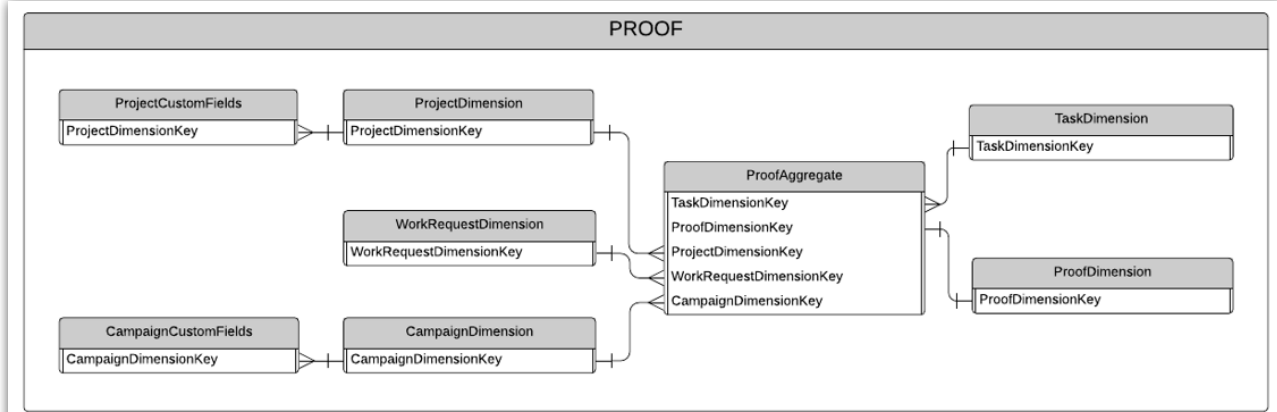 PROOF
ProjectCustomFields
ProjectDimensionKey
ProjectDimension
ProjectDimensionKey
WorkRequestDimension
WorkRequestDimensionKey
CampaignCustomFields
CampaignDimensionKey
CampaignDimension
CampaignDimensionKey
ProofAggregate
TaskDimensionKey
ProofDimensionKey
ProjectDimensionKey
WorkRequestDimensionKey
CampaignDimensionKey
TaskDimension
TaskDimensionKey
ProofDimension
ProofDimensionKey